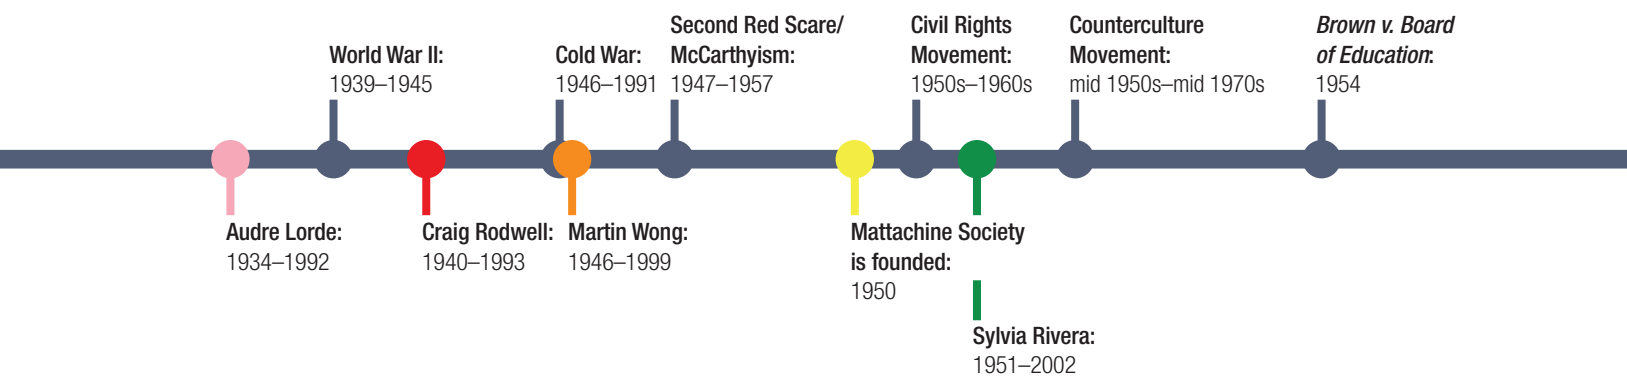 World War II:
1939–1945
Cold War:
1946–1991
Second Red Scare/
McCarthyism:
1947–1957
Civil Rights
Movement:
1950s–1960s
Counterculture
Movement:
mid 1950s–mid 1970s
Brown v. Board
of Education:
1954
Audre Lorde:
1934–1992
Craig Rodwell:
1940–1993
Martin Wong:
1946–1999
Mattachine Society
is founded:
1950
Sylvia Rivera:
1951–2002